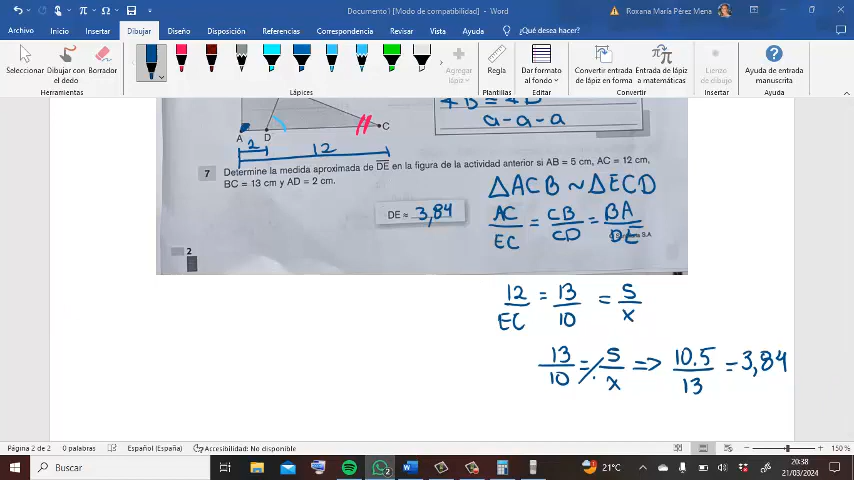 Documento1 [Modo de compatibilidad]
Roxana María Pérez Mena
Archivo Inicio Insertar Dibujar Diseño Disposición Referencias Correspondencia Revisar Vista Ayuda ¿Qué desea hacer?
Seleccionar
Dibujar con el dedo
Borrador
Agregar lápiz
Regla
Dar formato al fondo
Convertir entrada de lápiz en forma
Convertir entrada de lápiz a matemáticas
Lienzo de dibujo
Ayuda de entrada manuscrita
Herramientas Lápices Plantillas Insertar Convertir Ayuda
a-a-a
A D C
2 12
7 Determine la medida aproximada de DE en la figura de la actividad anterior si AB = 5 cm, AC = 12 cm,
BC = 13 cm y AD = 2 cm.
DE ≈ 3,84
△ACB ~ △ECD
AC/EC = CB/CD = BA/DE
2
12/EC = 13/10 = 5/x
13/10 = 5/x => 10.5/13 = 3,84
Página 2 de 2 0 palabras Español (España) Accesibilidad: No disponible 150 %
Buscar
2
21°C
20:38
21/03/2024